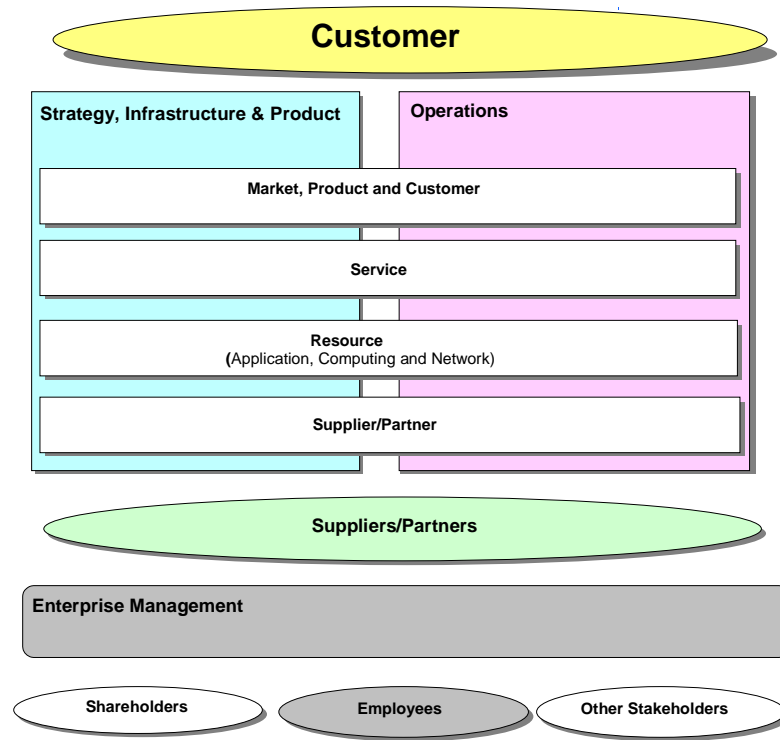 Customer
Strategy, Infrastructure & Product
Operations
Market, Product and Customer
Service
Resource
(Application, Computing and Network)
Supplier/Partner
Suppliers/Partners
Enterprise Management
Shareholders
Employees
Other Stakeholders